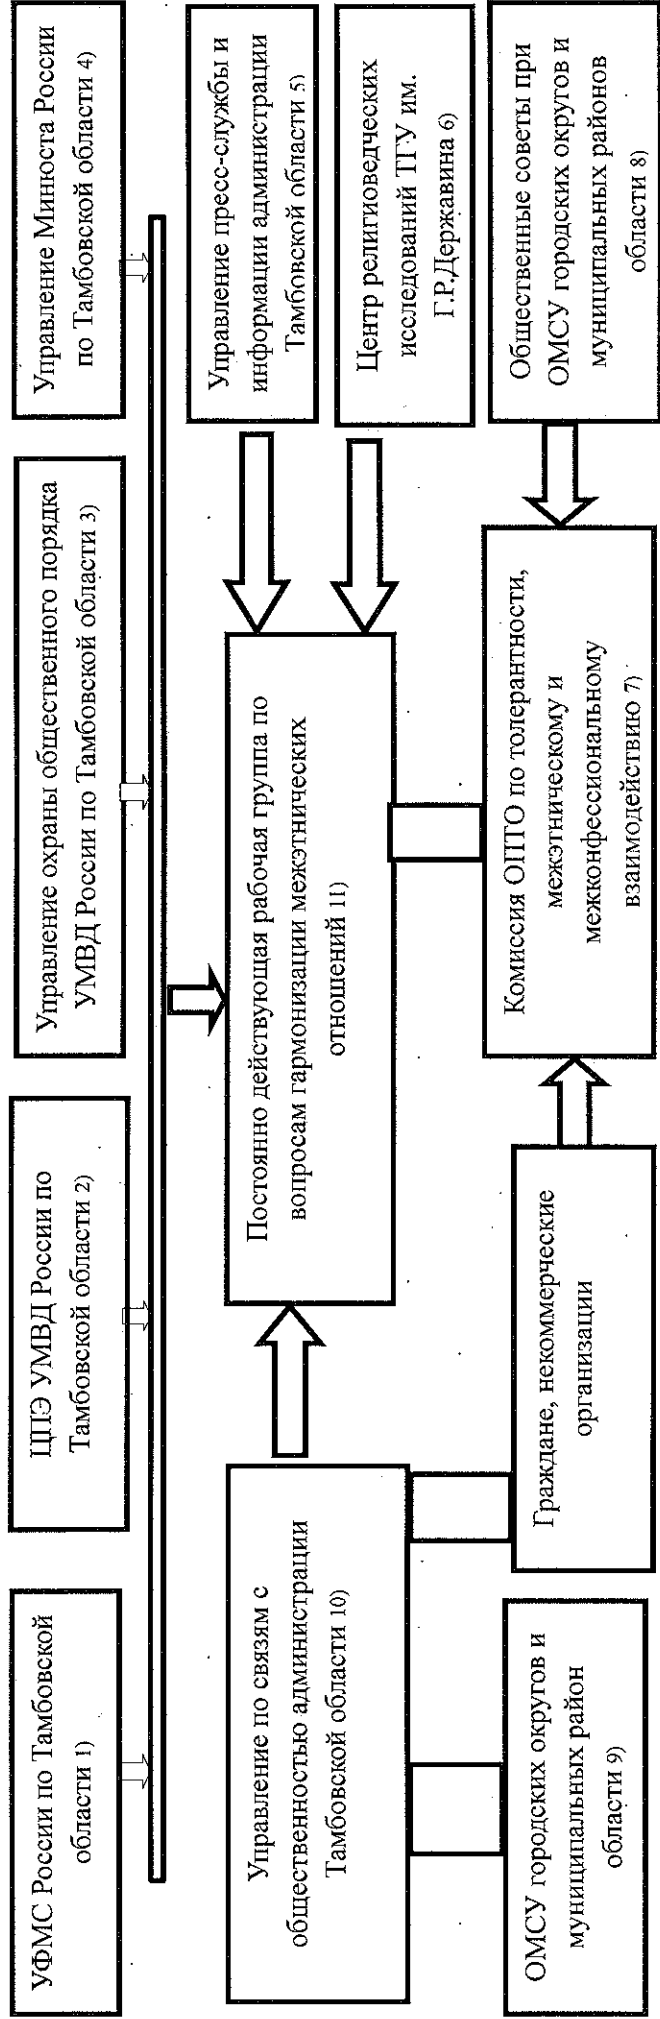 УФМС России по Тамбовской
области 1)
ЦПЭ УМВД России по
Тамбовской области 2)
Управление охраны общественного порядка
УМВД России по Тамбовской области 3)
Управление Минюста России
по Тамбовской области 4)
Управление пресс-службы и
информации администрации
Тамбовской области 5)
Центр религиоведческих
исследований ТГУ им.
Г.Р.Державина 6)
Постоянно действующая рабочая группа по
вопросам гармонизации межэтнических
отношений 11)
Управление по связям с
общественностью администрации
Тамбовской области 10)
ОМСУ городских округов и
муниципальных район
области 9)
Граждане, некоммерческие
организации
Комиссия ОПТО по толерантности,
межэтническому и
межконфессиональному
взаимодействию 7)
Общественные советы при
ОМСУ городских округов и
муниципальных районов
области 8)